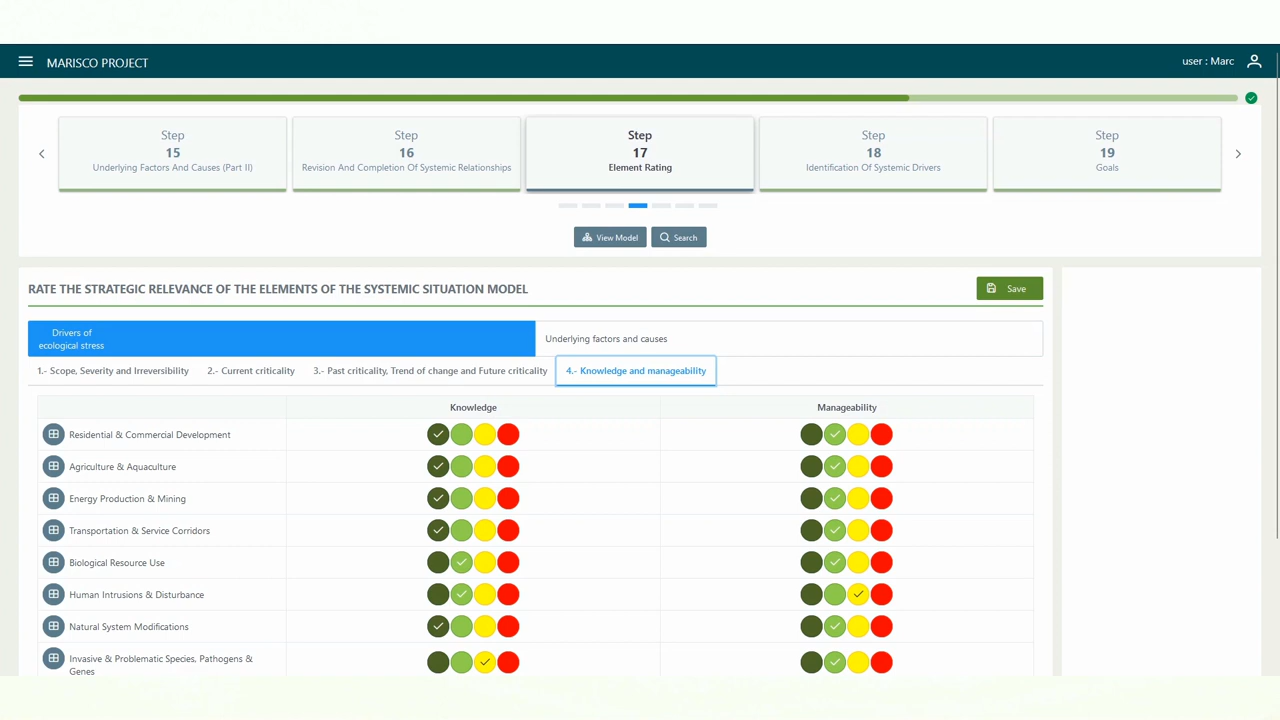 MARISCO PROJECT
user : Marc
Step
15
Underlying Factors And Causes (Part II)
Step
16
Revision And Completion Of Systemic Relationships
Step
17
Element Rating
Step
18
Identification Of Systemic Drivers
Step
19
Goals
View Model
Search
RATE THE STRATEGIC RELEVANCE OF THE ELEMENTS OF THE SYSTEMIC SITUATION MODEL
Save
Drivers of
ecological stress
Underlying factors and causes
1.- Scope, Severity and Irreversibility
2.- Current criticality
3.- Past criticality, Trend of change and Future criticality
4.- Knowledge and manageability
Knowledge
Manageability
Residential & Commercial Development
Agriculture & Aquaculture
Energy Production & Mining
Transportation & Service Corridors
Biological Resource Use
Human Intrusions & Disturbance
Natural System Modifications
Invasive & Problematic Species, Pathogens &
Genes